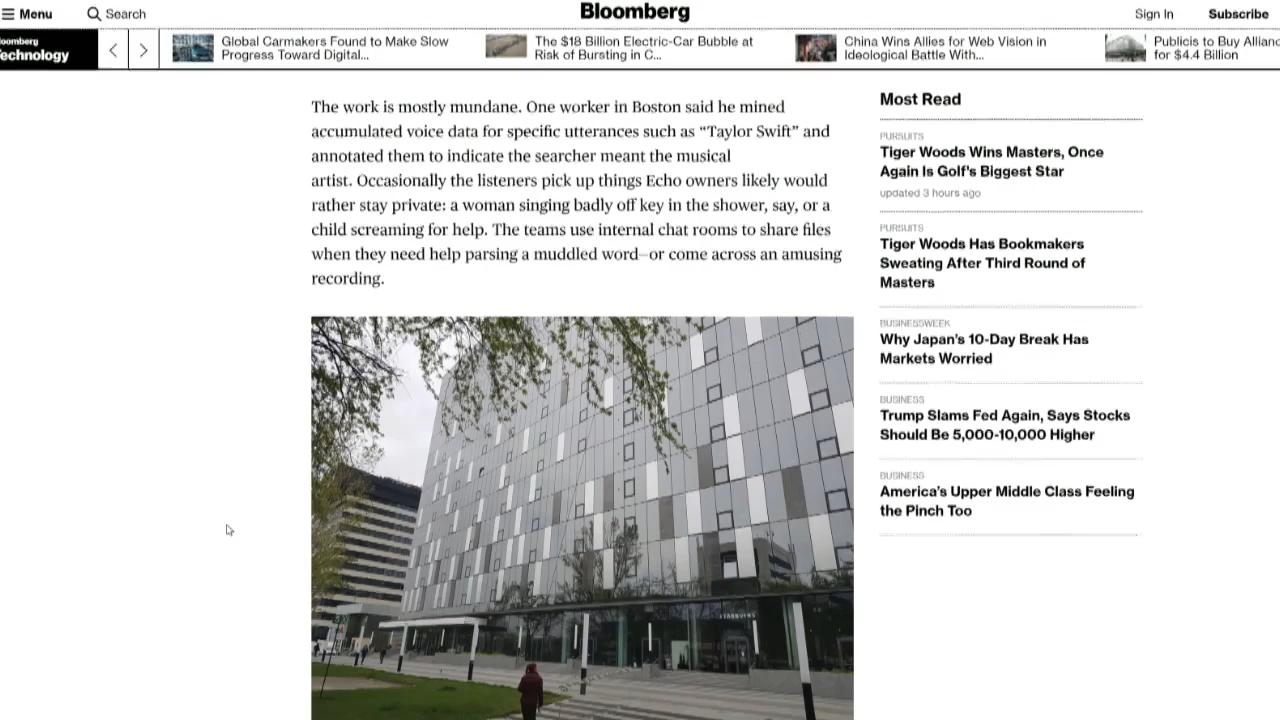 Menu
Search
Bloomberg
Sign In
Subscribe
Technology
Global Carmakers Found to Make Slow
Progress Toward Digital...
The $18 Billion Electric-Car Bubble at
Risk of Bursting in C...
China Wins Allies for Web Vision in
Ideological Battle With...
Publicis to Buy
for $4.4 Billion
The work is mostly mundane. One worker in Boston said he mined
accumulated voice data for specific utterances such as “Taylor Swift” and
annotated them to indicate the searcher meant the musical
artist. Occasionally the listeners pick up things Echo owners likely would
rather stay private: a woman singing badly off key in the shower, say, or a
child screaming for help. The teams use internal chat rooms to share files
when they need help parsing a muddled word—or come across an amusing
recording.
STARBUCKS
Most Read
PURSUITS
Tiger Woods Wins Masters, Once
Again Is Golf's Biggest Star
updated 3 hours ago
PURSUITS
Tiger Woods Has Bookmakers
Sweating After Third Round of
Masters
BUSINESSWEEK
Why Japan's 10-Day Break Has
Markets Worried
BUSINESS
Trump Slams Fed Again, Says Stocks
Should Be 5,000-10,000 Higher
BUSINESS
America's Upper Middle Class Feeling
the Pinch Too